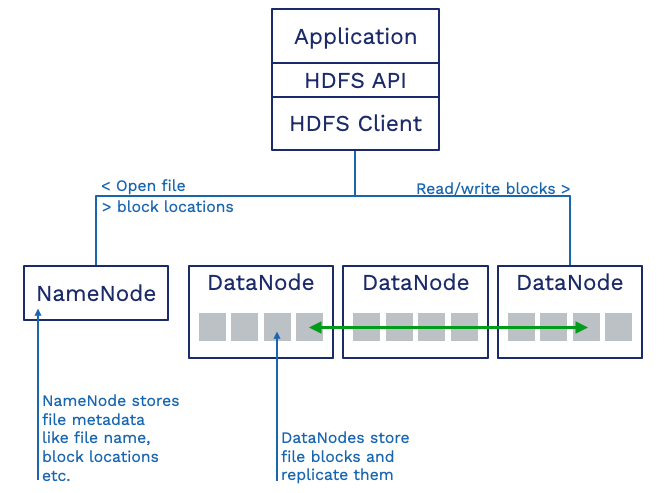 Application
HDFS API
HDFS Client
< Open file
> block locations
Read/write blocks >
NameNode
DataNode
DataNode
DataNode
NameNode stores
file metadata
like file name,
block locations
etc.
DataNodes store
file blocks and
replicate them